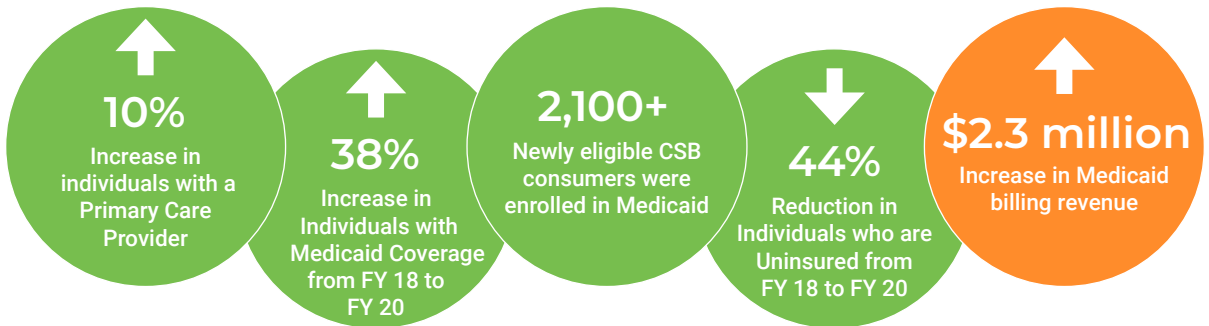 10%
Increase in
individuals with a
Primary Care
Provider
38%
Increase in
Individuals with
Medicaid Coverage
from FY 18 to
FY 20
2,100+
Newly eligible CSB
consumers were
enrolled in Medicaid
44%
Reduction in
Individuals who are
Uninsured from
FY 18 to FY 20
$2.3 million
Increase in Medicaid
billing revenue